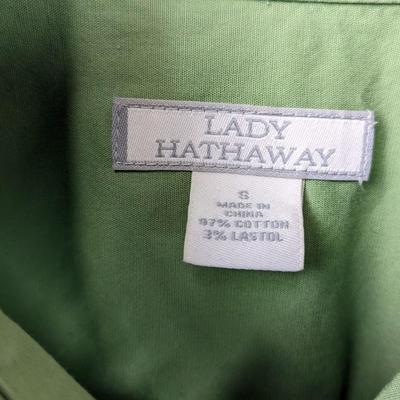 LADY
HATHAWAY
S
MADE IN
CHINA
97% COTTON
3% LASTOL